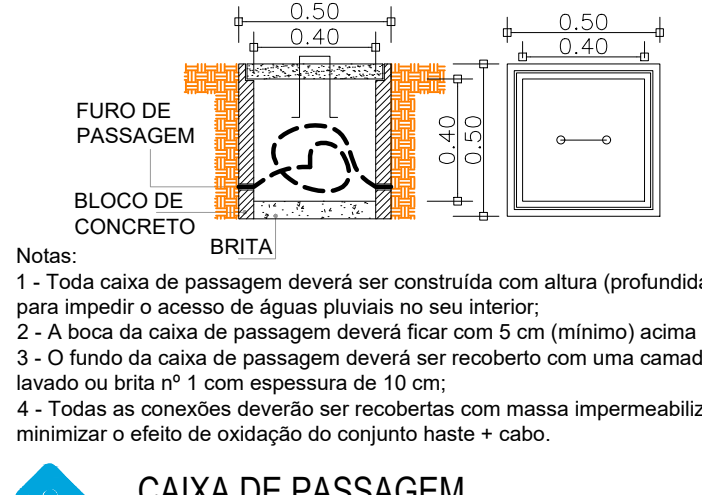 0.50
0.40
0.50
0.40
FURO DE
PASSAGEM
0.40
0.50
BLOCO DE
CONCRETO
BRITA
Notas:
1 - Toda caixa de passagem deverá ser construída com altura (profundida
para impedir o acesso de águas pluviais no seu interior;
2 - A boca da caixa de passagem deverá ficar com 5 cm (mínimo) acima
3 - O fundo da caixa de passagem deverá ser recoberto com uma camad
lavado ou brita nº 1 com espessura de 10 cm;
4 - Todas as conexões deverão ser recobertas com massa impermeabiliz
minimizar o efeito de oxidação do conjunto haste + cabo.
CAIXA DE PASSAGEM